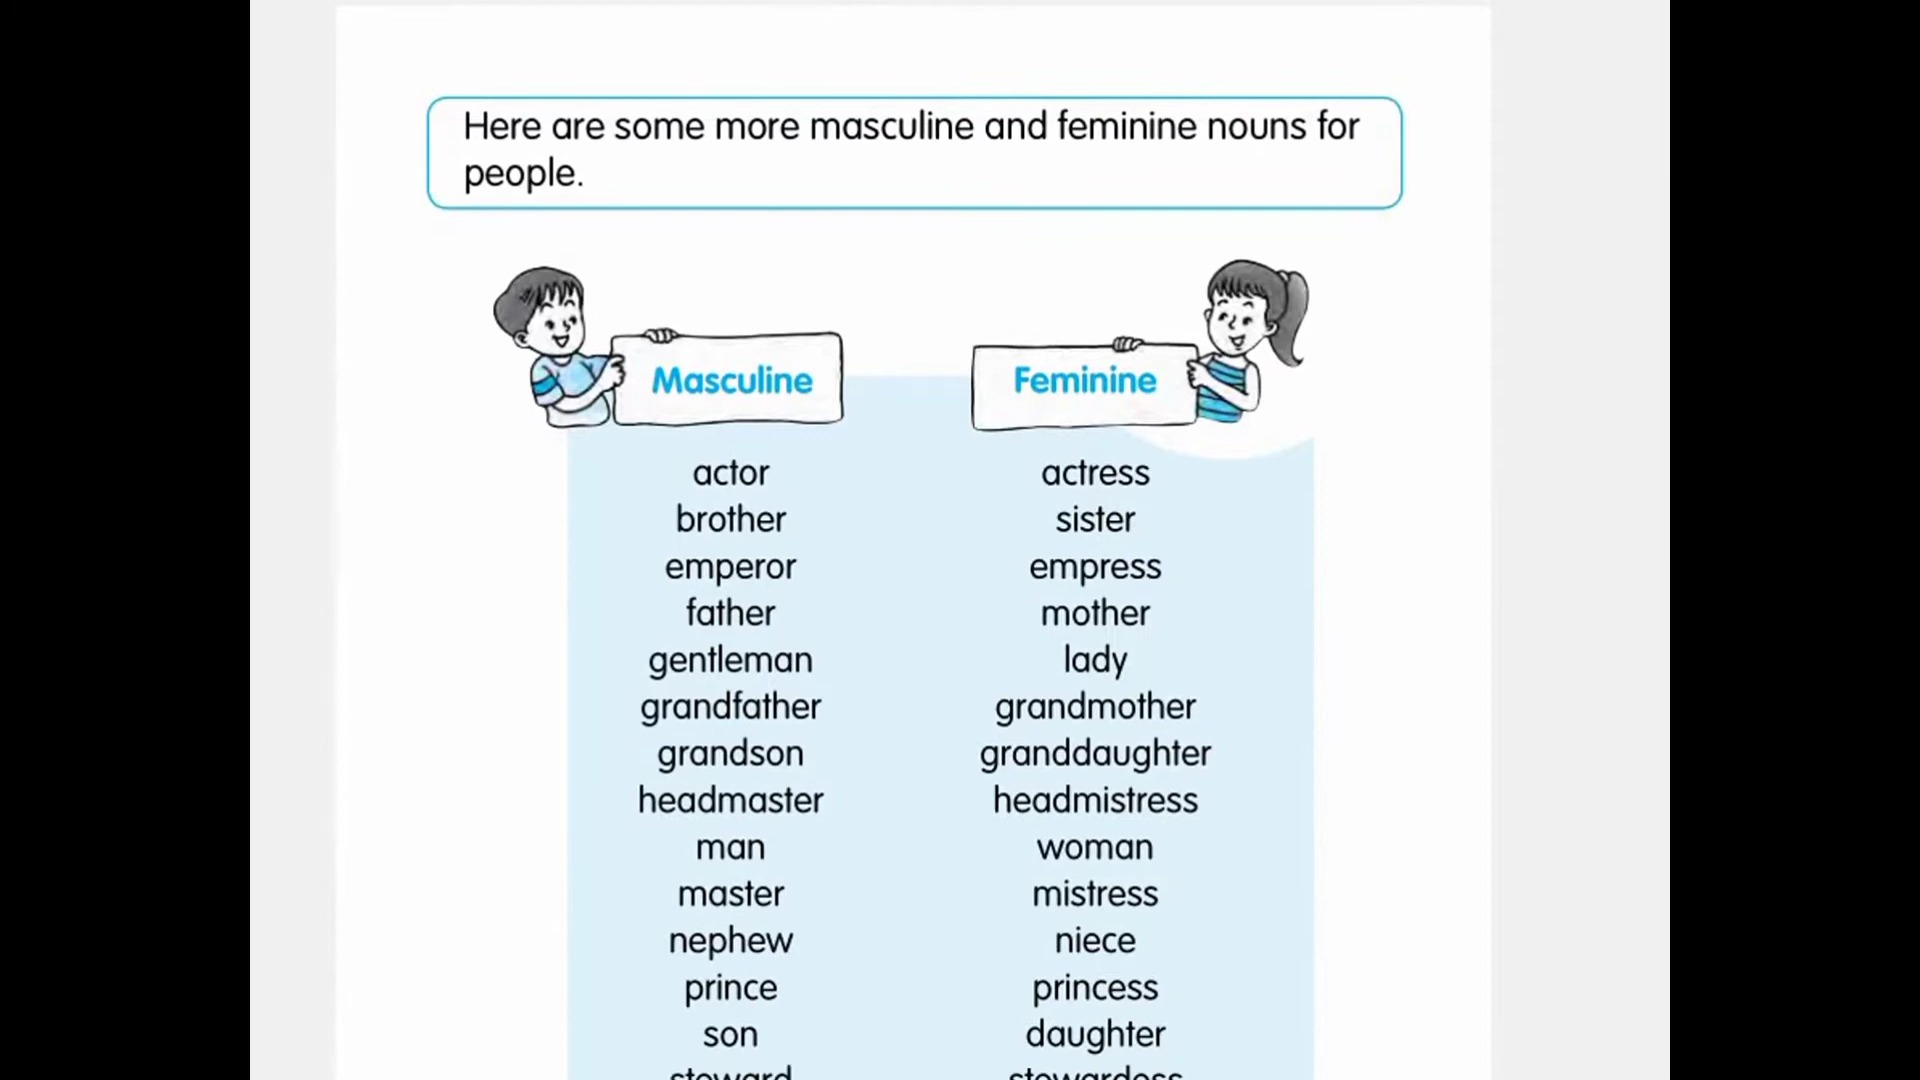 Here are some more masculine and feminine nouns for
people.
Masculine Feminine
actor actress
brother sister
emperor empress
father mother
gentleman lady
grandfather grandmother
grandson granddaughter
headmaster headmistress
man woman
master mistress
nephew niece
prince princess
son daughter
steward stewardess